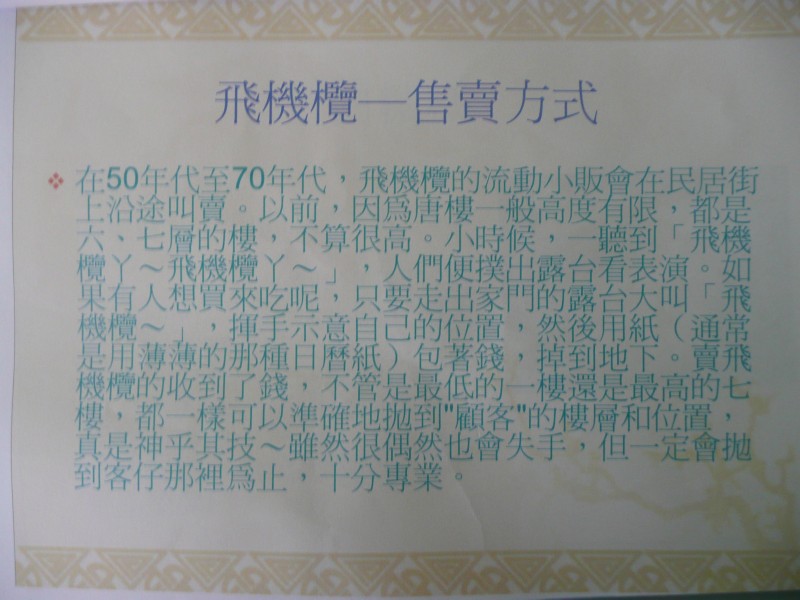 飛機欖—售賣方式
在50年代至70年代，飛機欖的流動小販會在民居街
上沿途叫賣。以前，因為唐樓一般高度有限，都是
六、七層的樓，不算很高。小時候，一聽到「飛機
欖丫～飛機欖丫～」，人們便撲出露台看表演。如
果有人想買來吃呢，只要走出家門的露台大叫「飛
機欖～」，揮手示意自己的位置，然後用紙（通常
是用薄薄的那種日曆紙）包著錢，掉到地下。賣飛
機欖的收到了錢，不管是最低的一樓還是最高的七
樓，都一樣可以準確地拋到"顧客"的樓層和位置，
真是神乎其技～雖然很偶然也會失手，但一定會拋
到客仔那裡為止，十分專業。